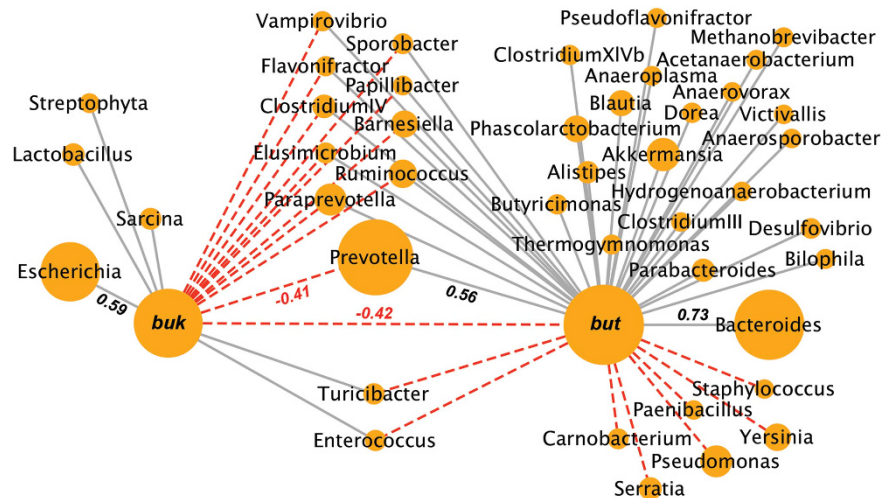 Vampirovibrio
Sporobacter
Flavonifractor
Papillibacter
ClostridiumIV
Barnesiella
Elusimicrobium
Ruminococcus
Paraprevotella
Streptophyta
Lactobacillus
Sarcina
Escherichia
0.59
buk
Prevotella
-0.41
0.56
-0.42
Turicibacter
Enterococcus
Pseudoflavonifractor
Methanobrevibacter
ClostridiumXlVb
Acetanaerobacterium
Anaeroplasma
Anaerovorax
Blautia
Dorea
Victivallis
Phascolarctobacterium
Anaerosporobacter
Akkermansia
Alistipes
Hydrogenoanaerobacterium
Butyricimonas
ClostridiumIII
Desulfovibrio
Thermogymnomonas
Bilophila
Parabacteroides
but
0.73
Bacteroides
Staphylococcus
Paenibacillus
Carnobacterium
Yersinia
Pseudomonas
Serratia